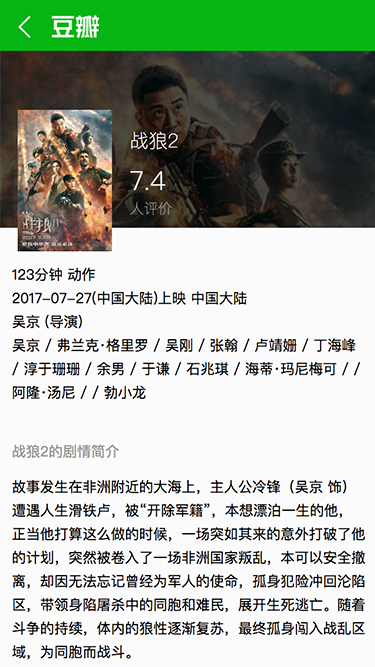 豆瓣
战狼2
7.4
人评价
战狼II
123分钟 动作
2017-07-27(中国大陆)上映 中国大陆
吴京 (导演)
吴京 / 弗兰克·格里罗 / 吴刚 / 张翰 / 卢靖姗 / 丁海峰
/ 淳于珊珊 / 余男 / 于谦 / 石兆琪 / 海蒂·玛尼梅可 / /
阿隆·汤尼 / / 勃小龙
战狼2的剧情简介
故事发生在非洲附近的大海上，主人公冷锋（吴京 饰）
遭遇人生滑铁卢，被“开除军籍”，本想漂泊一生的他，
正当他打算这么做的时候，一场突如其来的意外打破了他
的计划，突然被卷入了一场非洲国家叛乱，本可以安全撤
离，却因无法忘记曾经为军人的使命，孤身犯险冲回沦陷
区，带领身陷屠杀中的同胞和难民，展开生死逃亡。随着
斗争的持续，体内的狼性逐渐复苏，最终孤身闯入战乱区
域，为同胞而战斗。